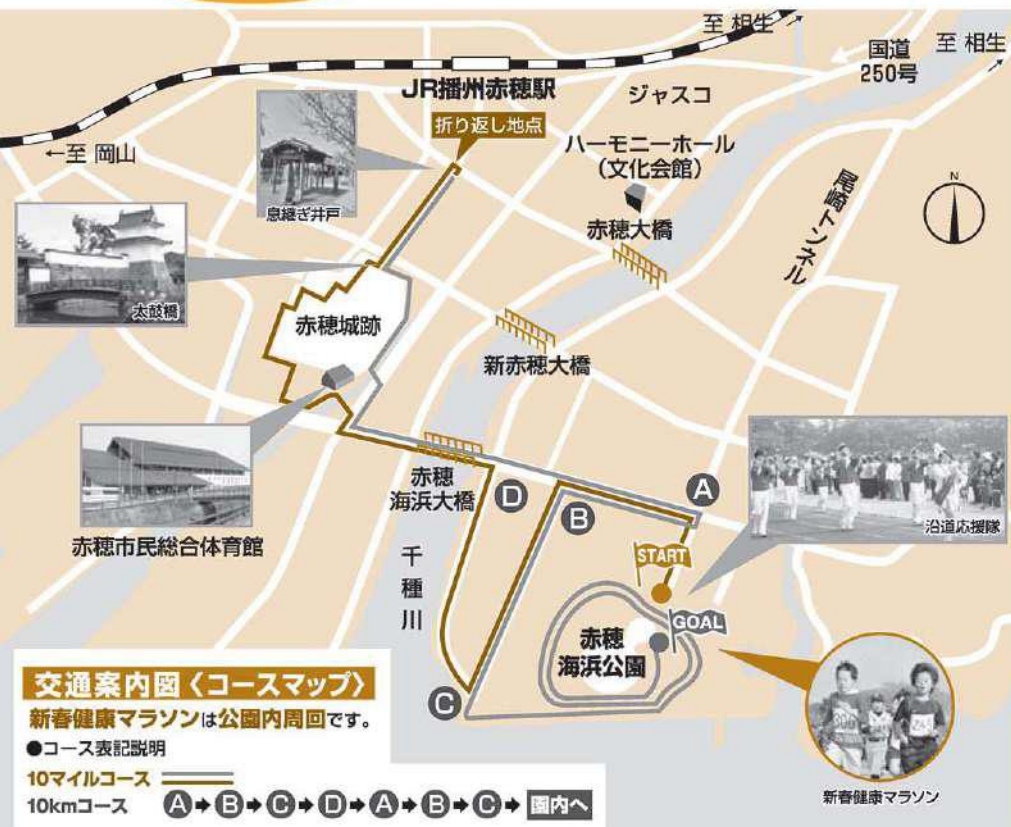 至 相生
国道
250号
至 相生
JR播州赤穂駅
ジャスコ
折り返し地点
ハーモニーホール
(文化会館)
←至 岡山
息継ぎ井戸
赤穂大橋
尾崎トンネル
N
太鼓橋
赤穂城跡
新赤穂大橋
赤穂
海浜大橋
D
A
B
沿道応援隊
赤穂市民総合体育館
START
千種川
GOAL
赤穂
海浜公園
C
交通案内図〈コースマップ〉
新春健康マラソンは公園内周回です。
●コース表記説明
10マイルコース
10kmコース A➡B➡C➡D➡A➡B➡C➡園内へ
新春健康マラソン